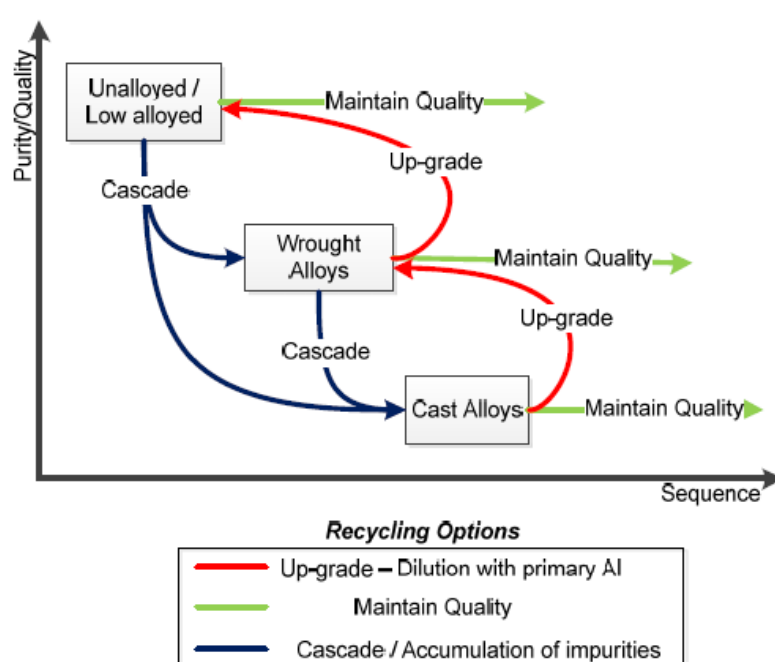 Purity/Quality
Unalloyed /
Low alloyed
Maintain Quality
Up-grade
Cascade
Wrought
Alloys
Maintain Quality
Up-grade
Cascade
Cast Alloys
Maintain Quality
Sequence
Recycling Options
Up-grade – Dilution with primary Al
Maintain Quality
Cascade / Accumulation of impurities